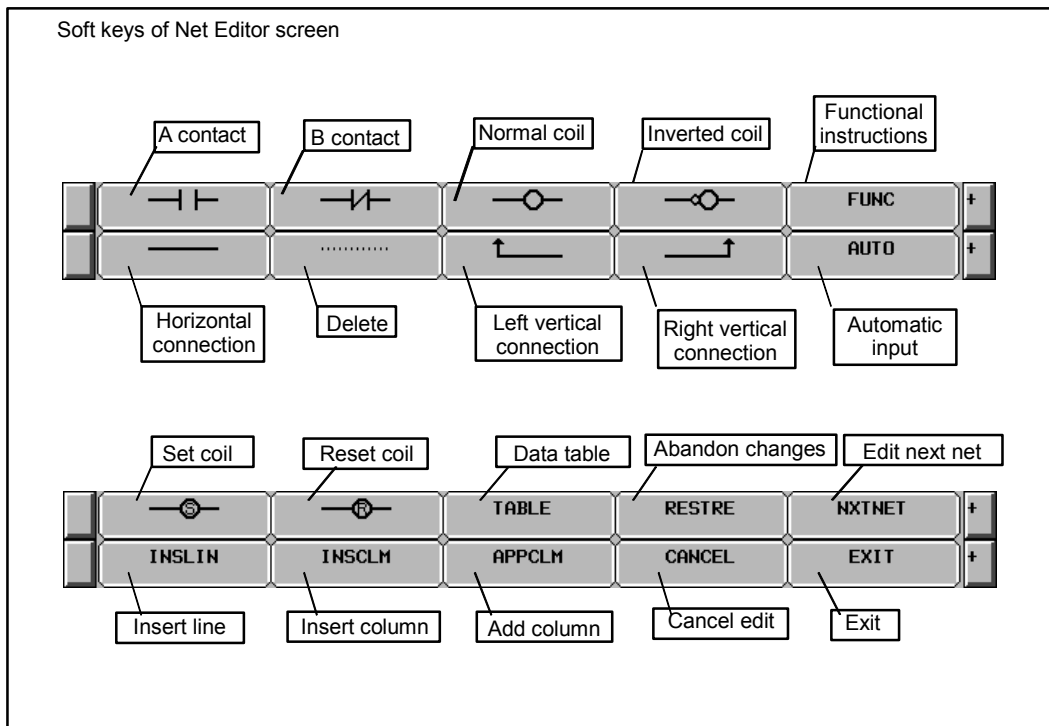 Soft keys of Net Editor screen
A contact
B contact
Normal coil
Inverted coil
Functional
instructions
FUNC
+
AUTO
+
Horizontal
connection
Delete
Left vertical
connection
Right vertical
connection
Automatic
input
Set coil
Reset coil
Data table
Abandon changes
Edit next net
S
R
TABLE
RESTRE
NXTNET
+
INSLIN
INSCLM
APPCLM
CANCEL
EXIT
+
Insert line
Insert column
Add column
Cancel edit
Exit